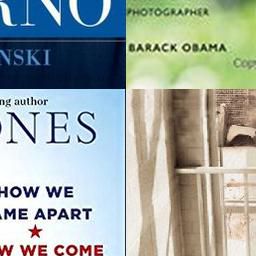 RNO
NSKI
PHOTOGRAPHER
BARACK OBAMA
Cop
ng author
ONES
HOW WE
AME APART
W WE COME